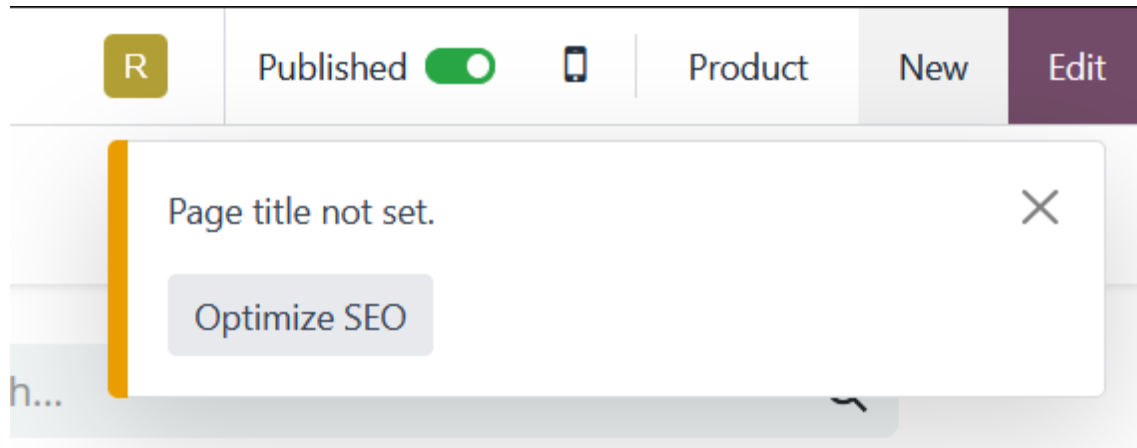 R Published Product New Edit
Page title not set.
Optimize SEO
h...